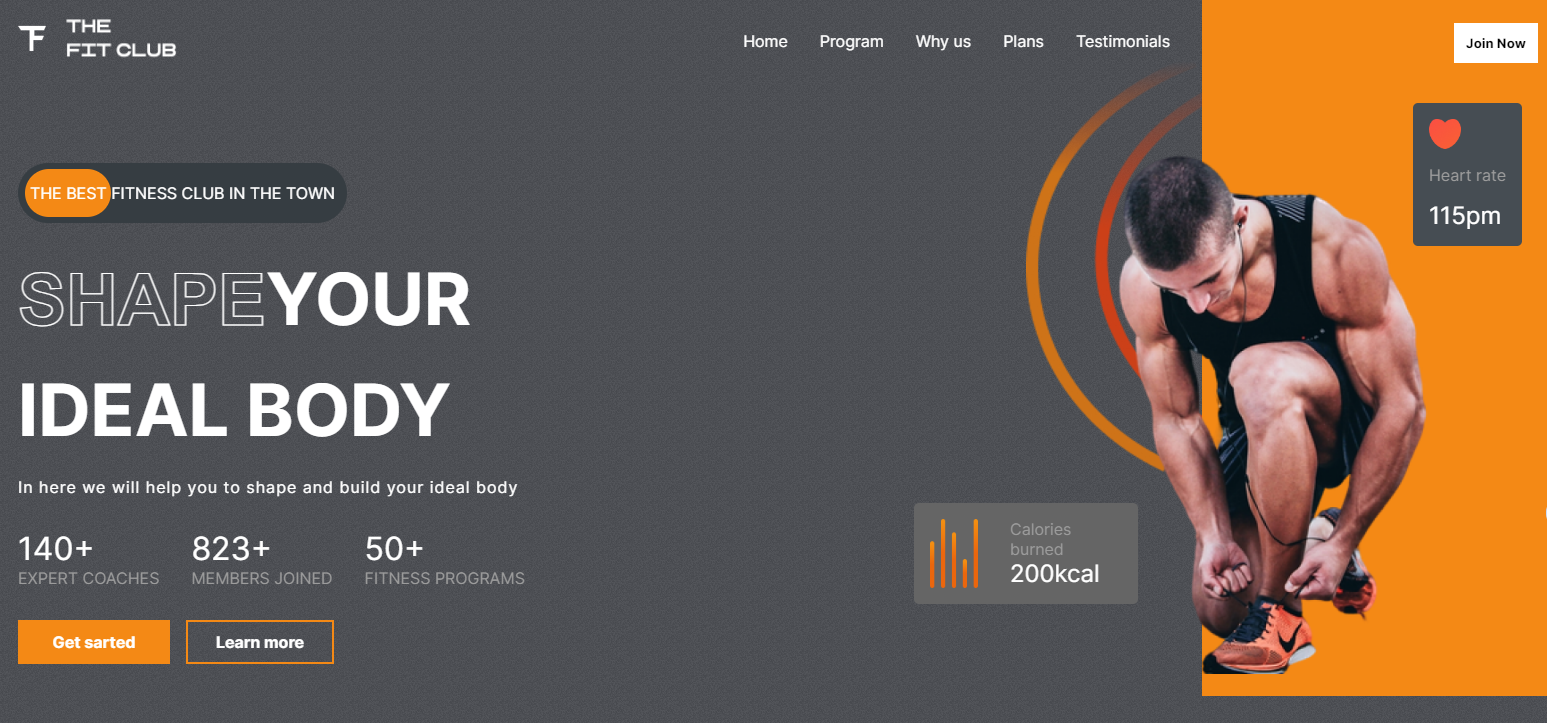 THE
FIT CLUB
Home Program Why us Plans Testimonials
Join Now
Heart rate
115pm
THE BEST FITNESS CLUB IN THE TOWN
SHAPEYOUR
IDEAL BODY
In here we will help you to shape and build your ideal body
140+ 823+ 50+
EXPERT COACHES MEMBERS JOINED FITNESS PROGRAMS
Calories
burned
200kcal
Get sarted Learn more